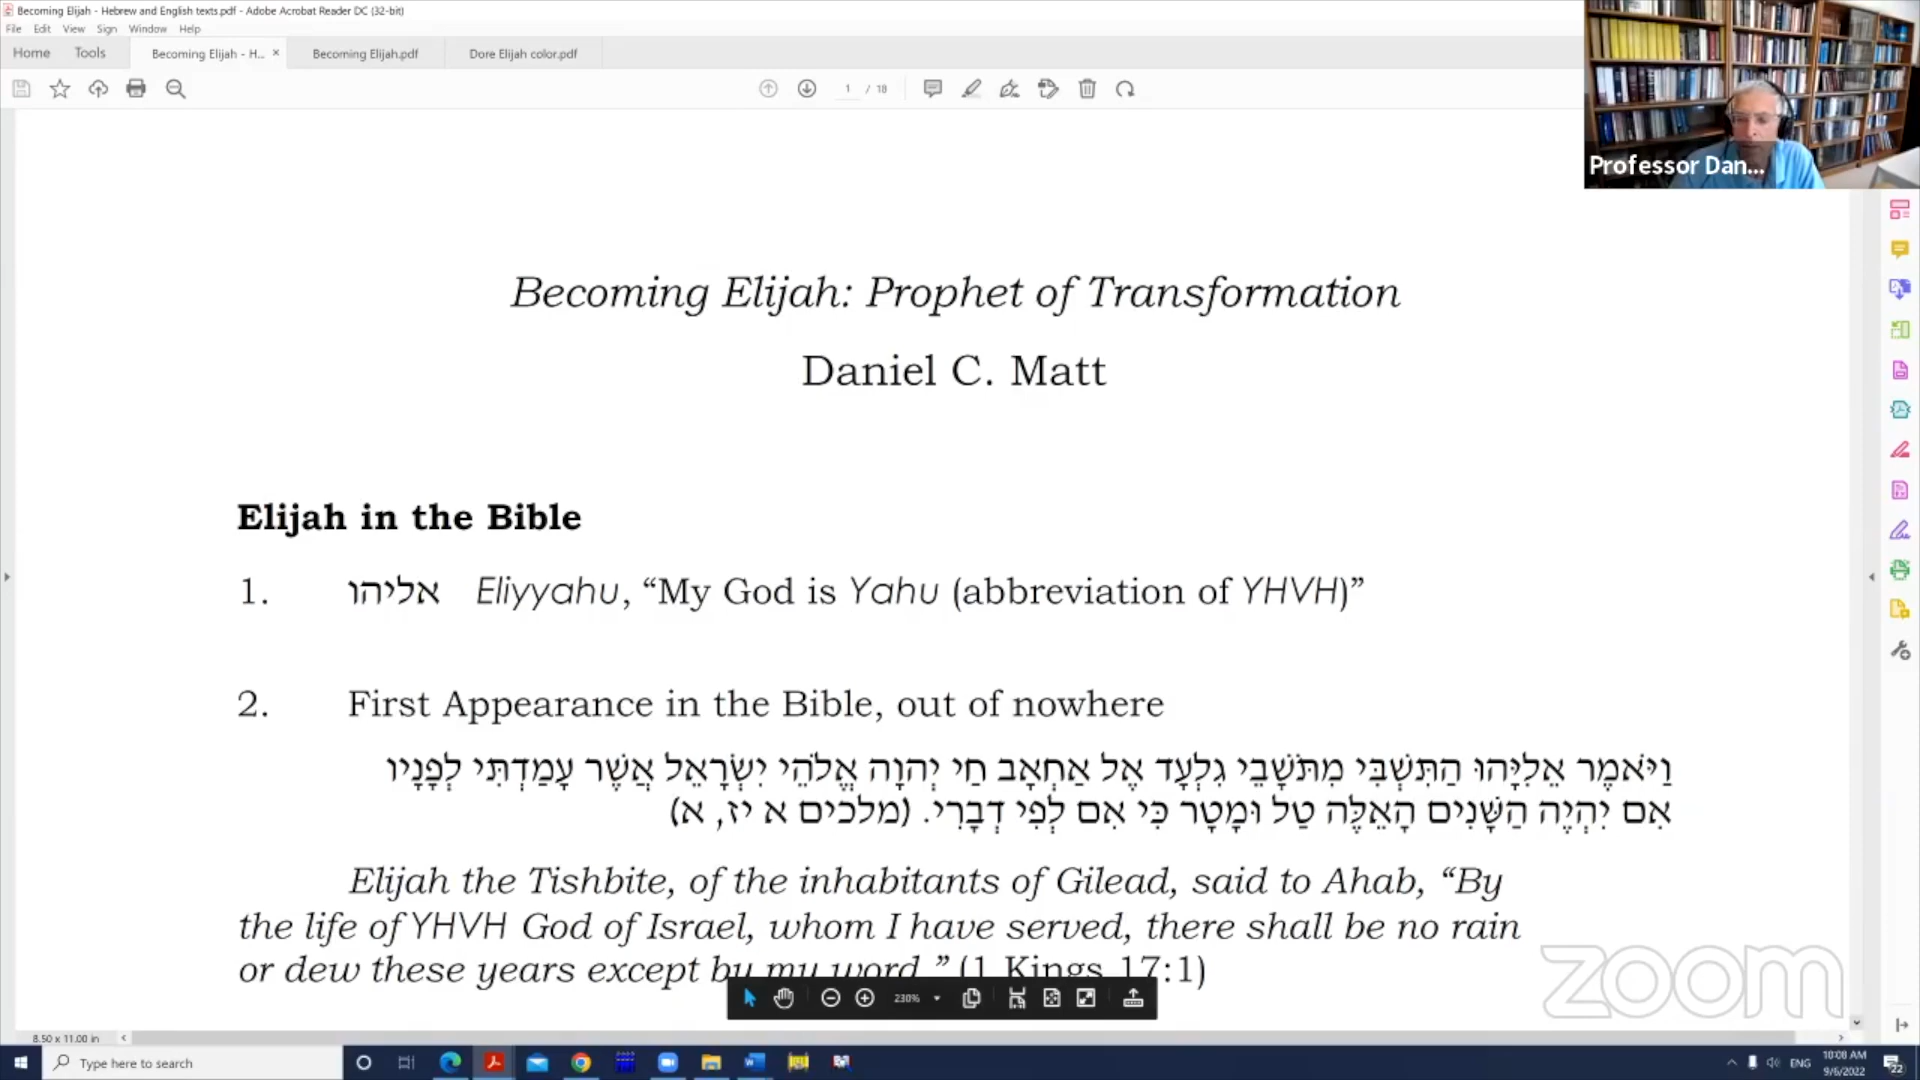 Becoming Elijah - Hebrew and English texts.pdf - Adobe Acrobat Reader DC (32-bit)
File Edit View Sign Window Help
Home Tools Becoming Elijah - H... × Becoming Elijah.pdf Dore Elijah color.pdf
1 / 18
Professor Dan...
Becoming Elijah: Prophet of Transformation
Daniel C. Matt
Elijah in the Bible
1. אליהו Eliyyahu, “My God is Yahu (abbreviation of YHVH)”
2. First Appearance in the Bible, out of nowhere
וַיֹּאמֶר אֵלִיָּהוּ הַתִּשְׁבִּי מִתֹּשָׁבֵי גִלְעָד אֶל אַחְאָב חַי יְהוָה אֱלֹהֵי יִשְׂרָאֵל אֲשֶׁר עָמַדְתִּי לְפָנָיו
אִם יִהְיֶה הַשָּׁנִים הָאֵלֶּה טַל וּמָטָר כִּי אִם לְפִי דְבָרִי. (מלכים א יז, א)
Elijah the Tishbite, of the inhabitants of Gilead, said to Ahab, “By
the life of YHVH God of Israel, whom I have served, there shall be no rain
or dew these years except by my word.” (1 Kings 17:1)
zoom
230%
8.50 x 11.00 in
Type here to search
ENG
10:08 AM
9/6/2022
22